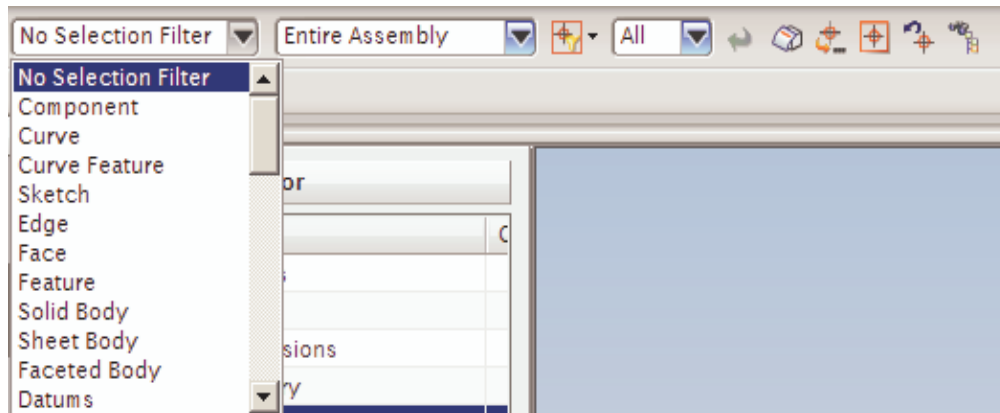 No Selection Filter Entire Assembly All
No Selection Filter
Component
Curve
Curve Feature
Sketch
Edge
Face
Feature
Solid Body
Sheet Body
Faceted Body
Datums
or
sions
ry